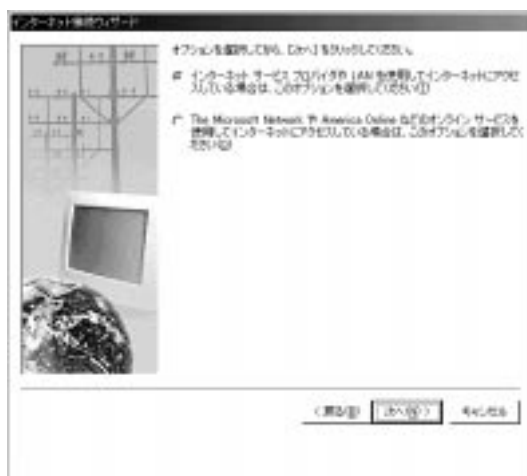 インターネット接続ウィザード
オプションを選択してから、[次へ] をクリックしてください。
インターネット サービス プロバイダや LAN を使用してインターネットにアクセ
スしている場合は、このオプションを選択してください(I)
The Microsoft Network や America Online などのオンライン サービスを
使用してインターネットにアクセスしている場合は、このオプションを選択してく
ださい(O)
< 戻る(B)
次へ(N) >
キャンセル